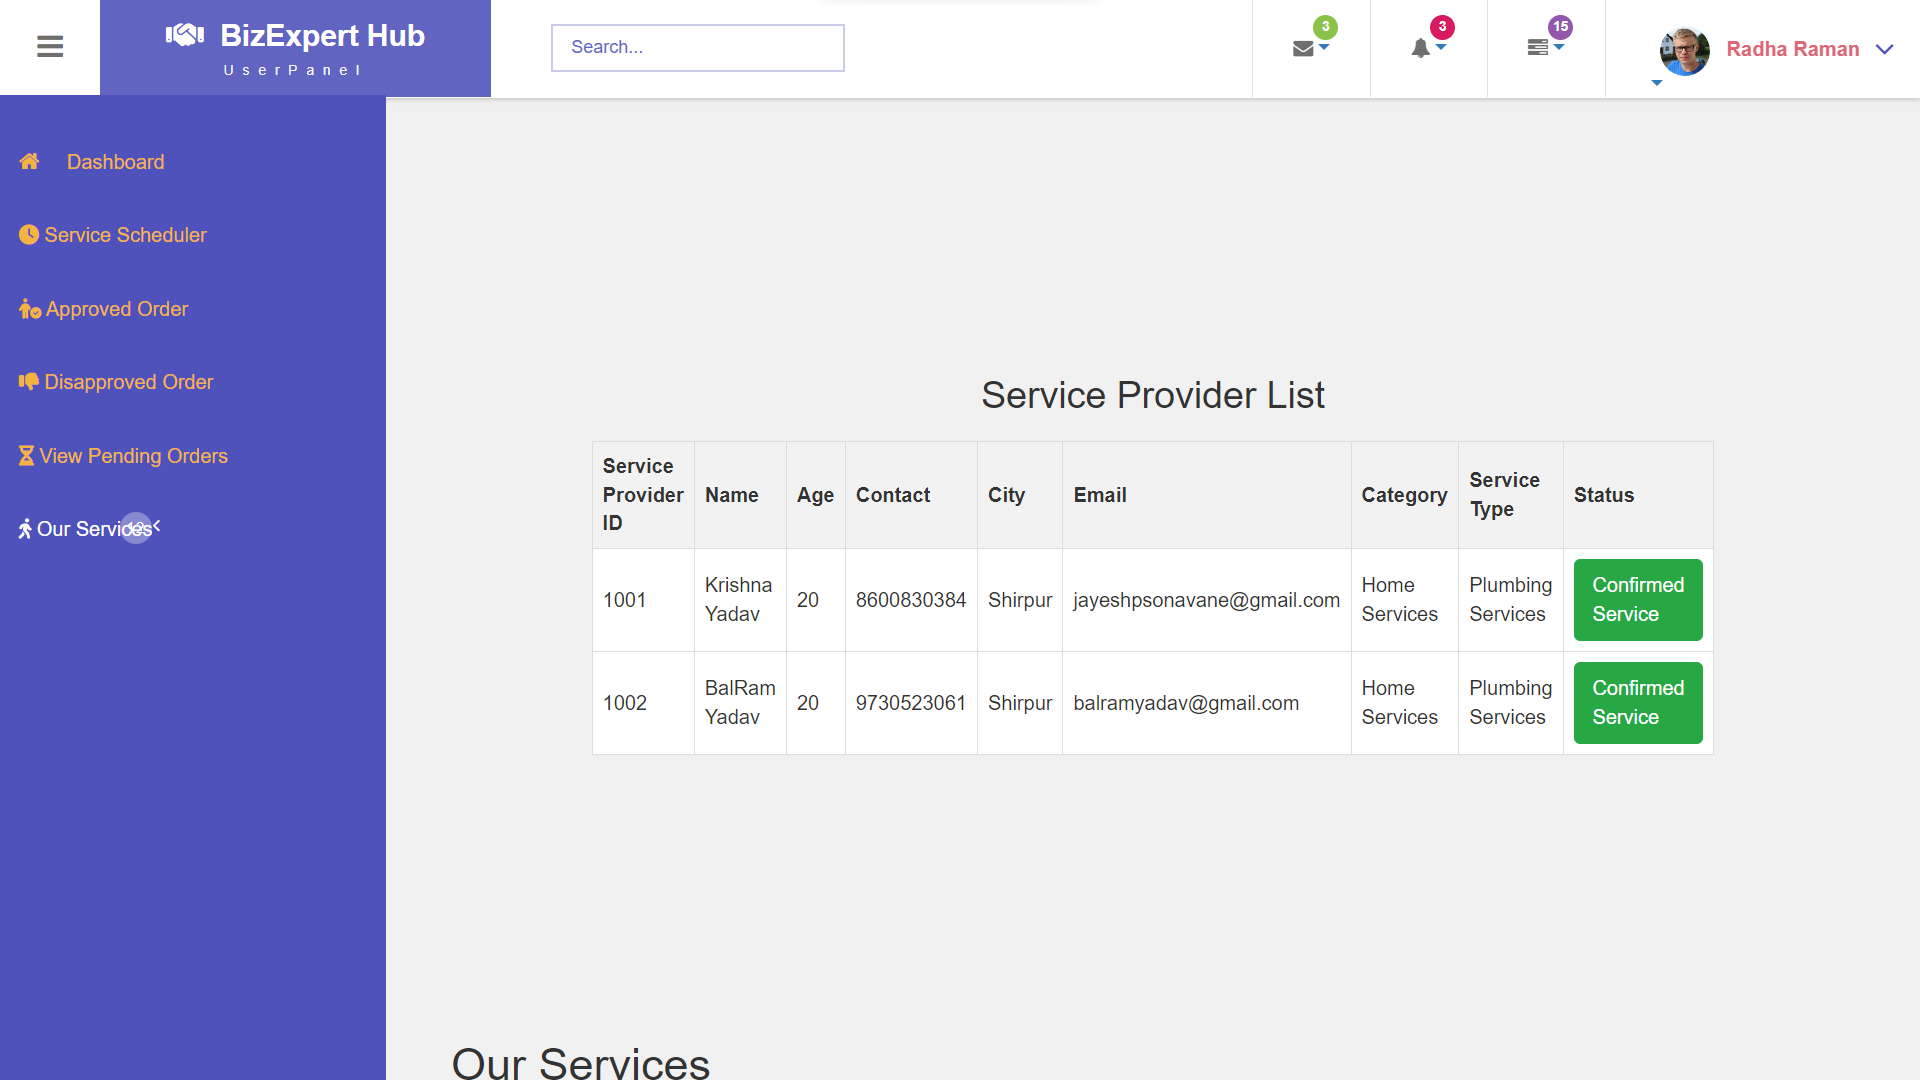 BizExpert Hub
UserPanel
Search...
3
3
15
Radha Raman
Dashboard
Service Scheduler
Approved Order
Disapproved Order
View Pending Orders
Our Services
Service Provider List
Service Provider ID Name Age Contact City Email Category Service Type Status
1001 Krishna Yadav 20 8600830384 Shirpur jayeshpsonavane@gmail.com Home Services Plumbing Services Confirmed Service
1002 BalRam Yadav 20 9730523061 Shirpur balramyadav@gmail.com Home Services Plumbing Services Confirmed Service
Our Services